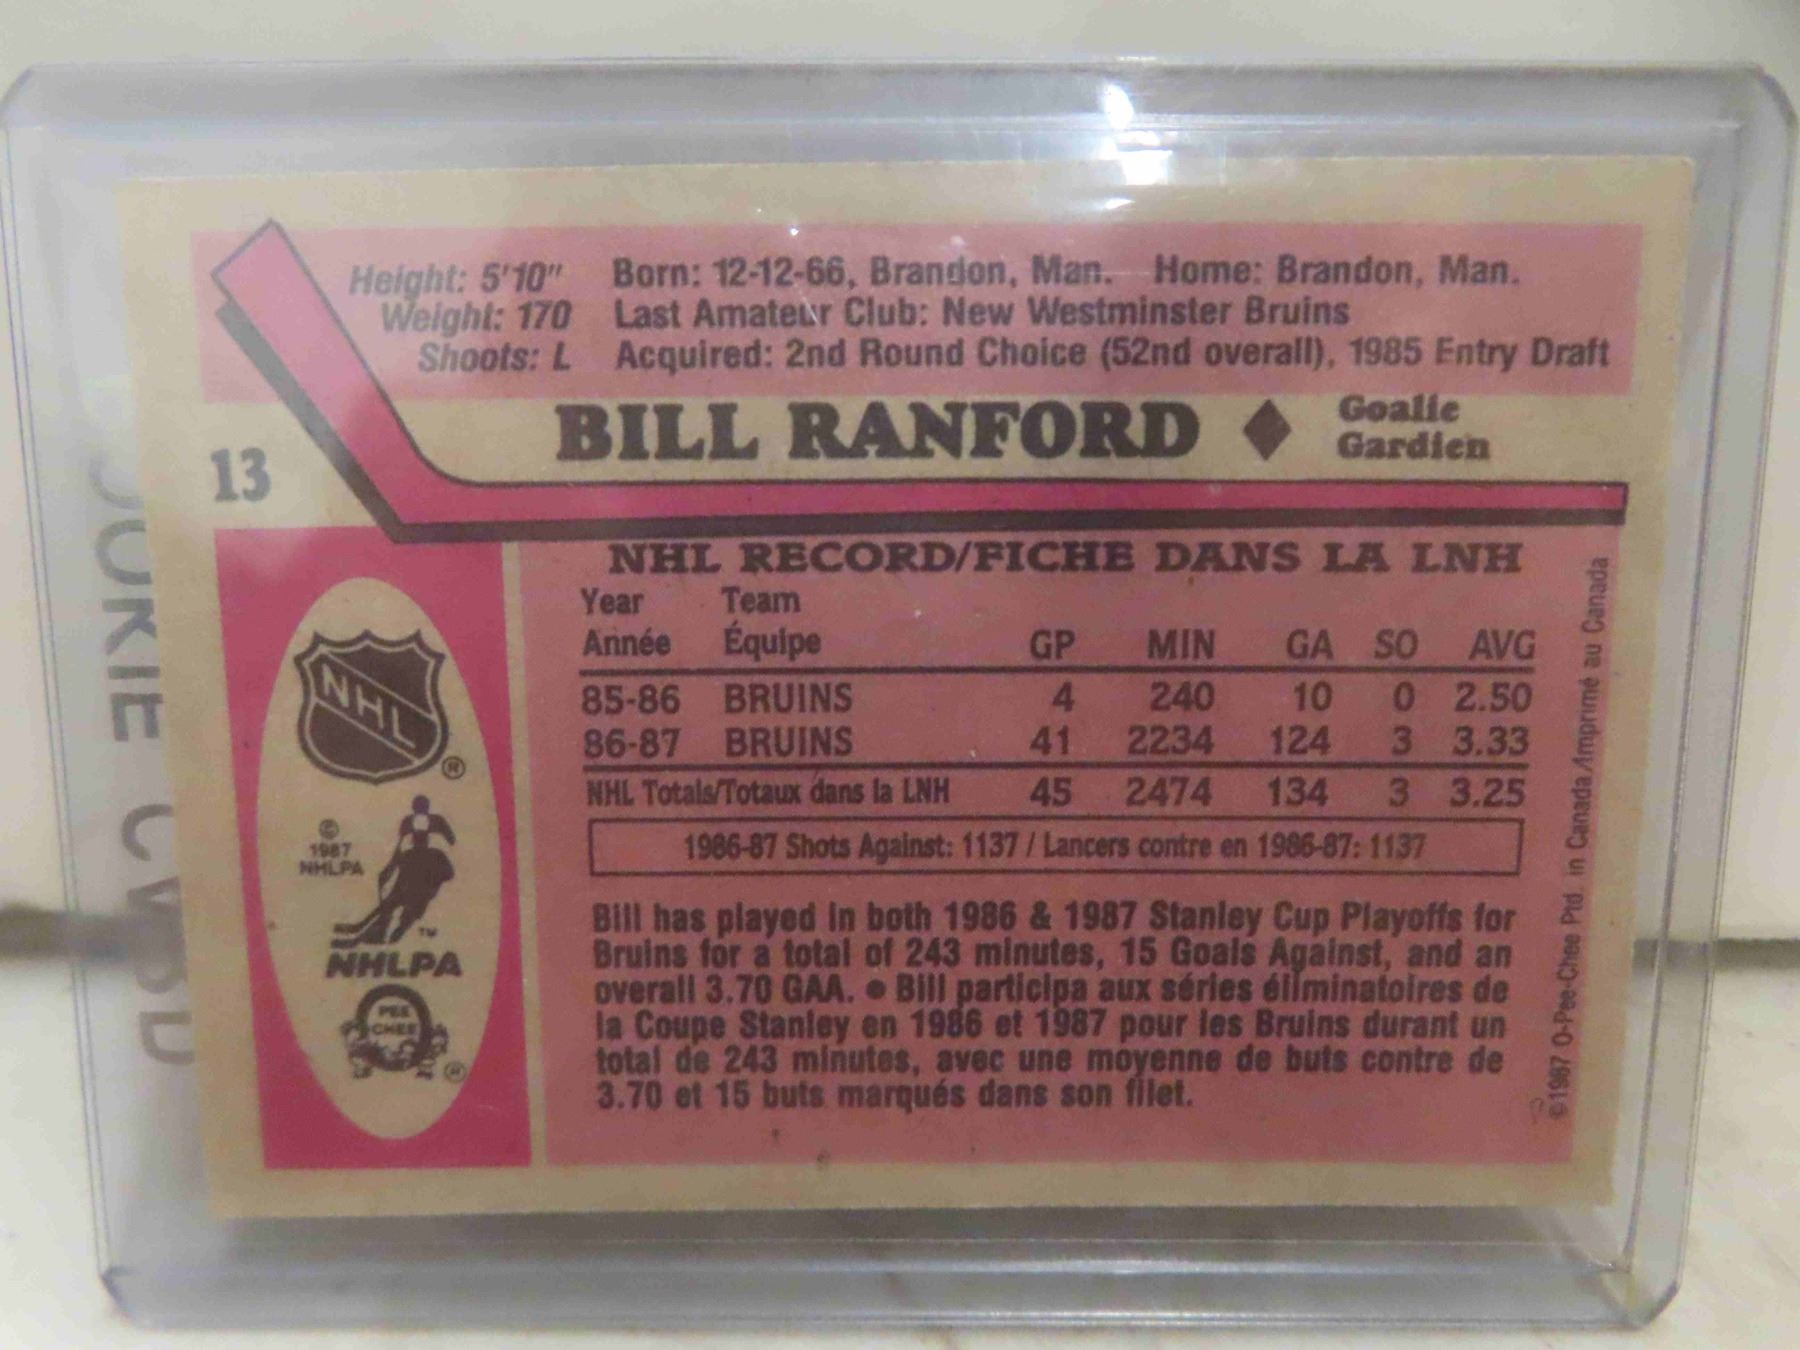 Height: 5'10" Born: 12-12-66, Brandon, Man. Home: Brandon, Man.
Weight: 170 Last Amateur Club: New Westminster Bruins
Shoots: L Acquired: 2nd Round Choice (52nd overall), 1985 Entry Draft
BILL RANFORD ♦ Goalie
Gardien
13
NHL RECORD/FICHE DANS LA LNH
Year Team
Année Équipe GP MIN GA SO AVG
85-86 BRUINS 4 240 10 0 2.50
86-87 BRUINS 41 2234 124 3 3.33
NHL Totals/Totaux dans la LNH 45 2474 134 3 3.25
1986-87 Shots Against: 1137 / Lancers contre en 1986-87: 1137
Bill has played in both 1986 & 1987 Stanley Cup Playoffs for
Bruins for a total of 243 minutes, 15 Goals Against, and an
overall 3.70 GAA. • Bill participa aux séries éliminatoires de
la Coupe Stanley en 1986 et 1987 pour les Bruins durant un
total de 243 minutes, avec une moyenne de buts contre de
3.70 et 15 buts marqués dans son filet.
NHL
®
©
1987
NHLPA
TM
NHLPA
PEE
CHEE
®
©1987 O-Pee-Chee Ptd. in Canada/Imprimé au Canada
OOKIE CARD